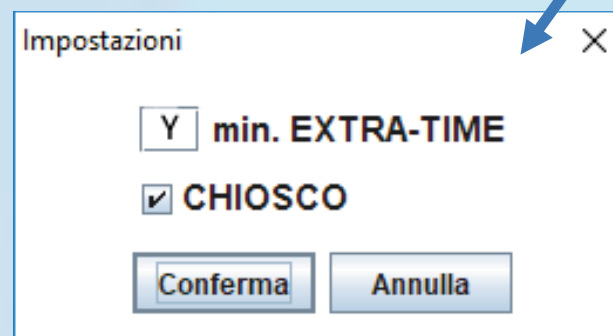 Impostazioni
Y min. EXTRA-TIME
CHIOSCO
Conferma Annulla